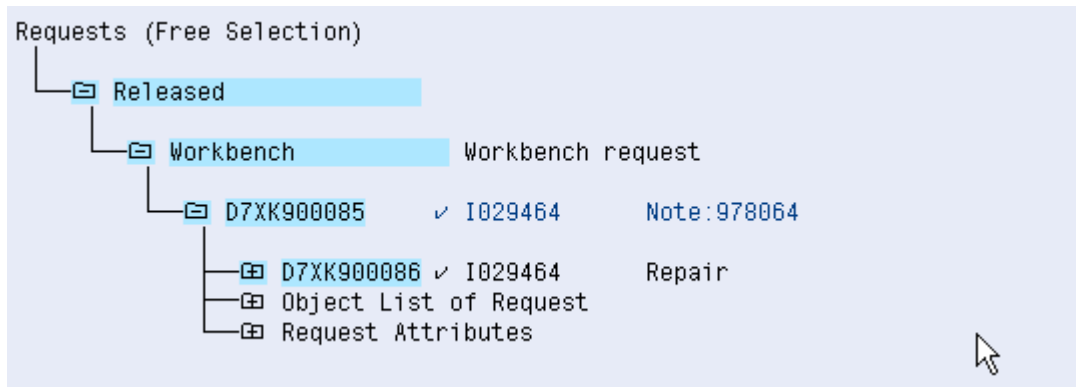 Requests (Free Selection)
Released
Workbench Workbench request
D7XK900085 ✓ I029464 Note:978064
D7XK900086 ✓ I029464 Repair
Object List of Request
Request Attributes